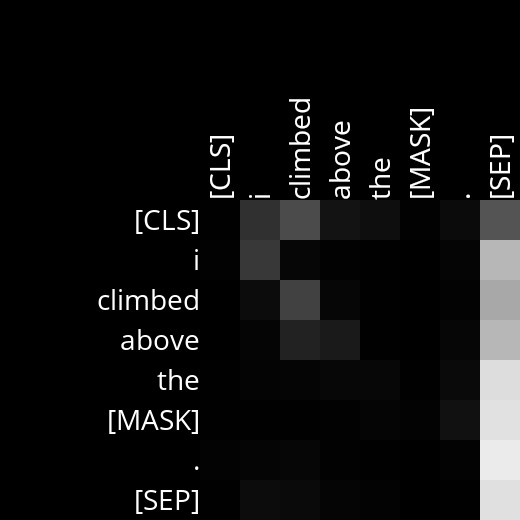 [CLS] i climbed above the [MASK] . [SEP]
[CLS]
i
climbed
above
the
[MASK]
.
[SEP]